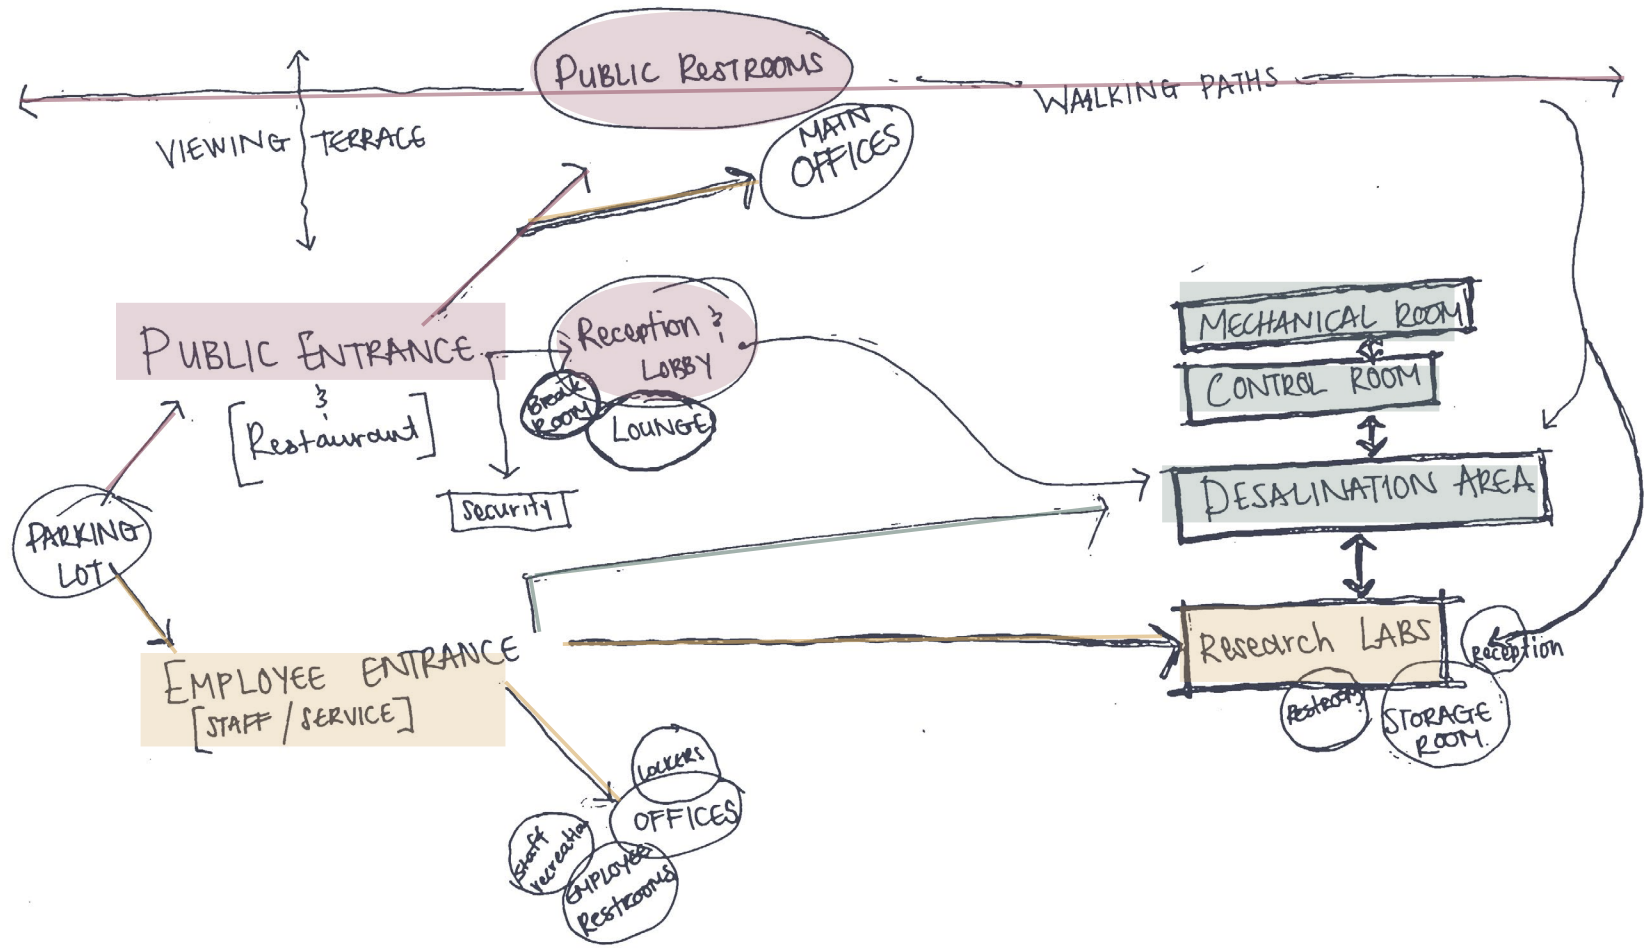 PUBLIC RESTROOMS
WALKING PATHS
VIEWING TERRACE
MAIN
OFFICES
PUBLIC ENTRANCE
&
[Restaurant]
Reception &
LOBBY
Break
ROOM
LOUNGE
security
MECHANICAL ROOM
CONTROL ROOM
DESALINATION AREA
PARKING
LOT
EMPLOYEE ENTRANCE
[STAFF / SERVICE]
Research LABS
Reception
Restrooms
STORAGE
ROOM
LOCKERS
OFFICES
Staff
recreation
EMPLOYEE
Restrooms